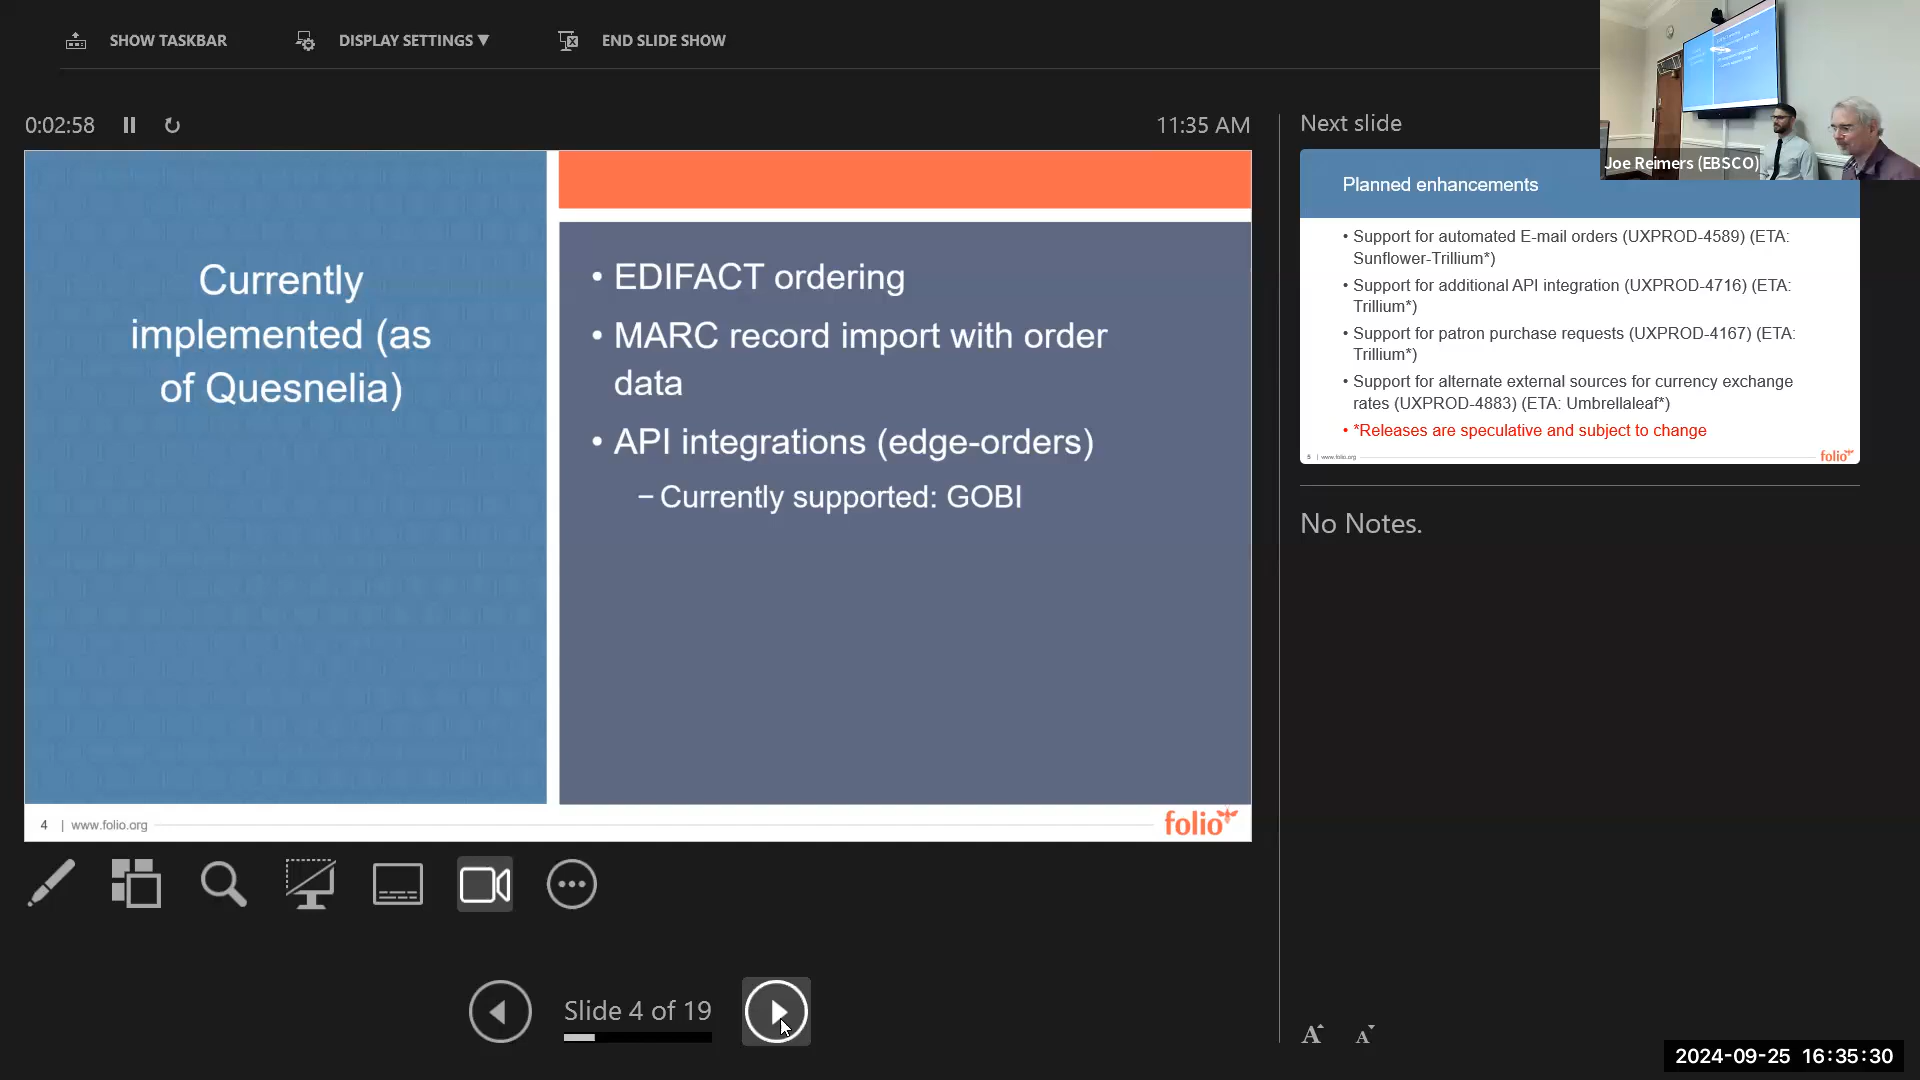 SHOW TASKBAR
DISPLAY SETTINGS ▼
END SLIDE SHOW
0:02:58
11:35 AM
Currently
implemented (as
of Quesnelia)
• EDIFACT ordering
• MARC record import with order
data
• API integrations (edge-orders)
– Currently supported: GOBI
4 | www.folio.org
folio
Slide 4 of 19
Next slide
Joe Reimers (EBSCO)
Planned enhancements
• Support for automated E-mail orders (UXPROD-4589) (ETA:
Sunflower-Trillium*)
• Support for additional API integration (UXPROD-4716) (ETA:
Trillium*)
• Support for patron purchase requests (UXPROD-4167) (ETA:
Trillium*)
• Support for alternate external sources for currency exchange
rates (UXPROD-4883) (ETA: Umbrellaleaf*)
• *Releases are speculative and subject to change
5 | www.folio.org
folio
No Notes.
A A
2024-09-25 16:35:30